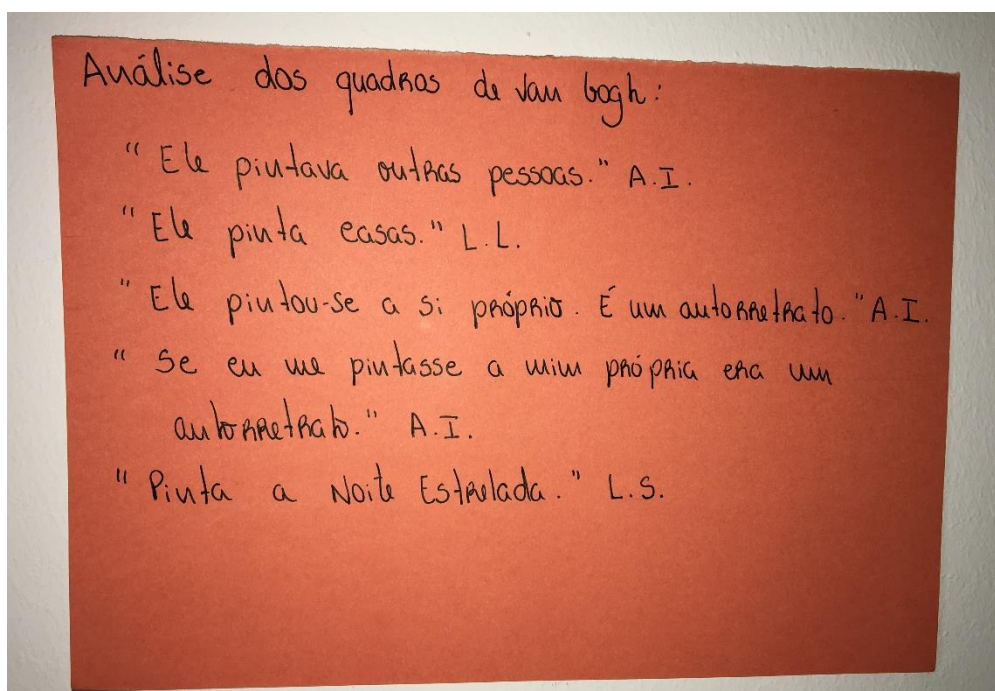 Análise dos quadros de Van Gogh:
"Ele pintava outras pessoas." A.I.
"Ele pinta casas." L.L.
"Ele pintou-se a si próprio. É um autorretrato." A.I.
"Se eu me pintasse a mim própria era um
autorretrato." A.I.
"Pinta a Noite Estrelada." L.S.